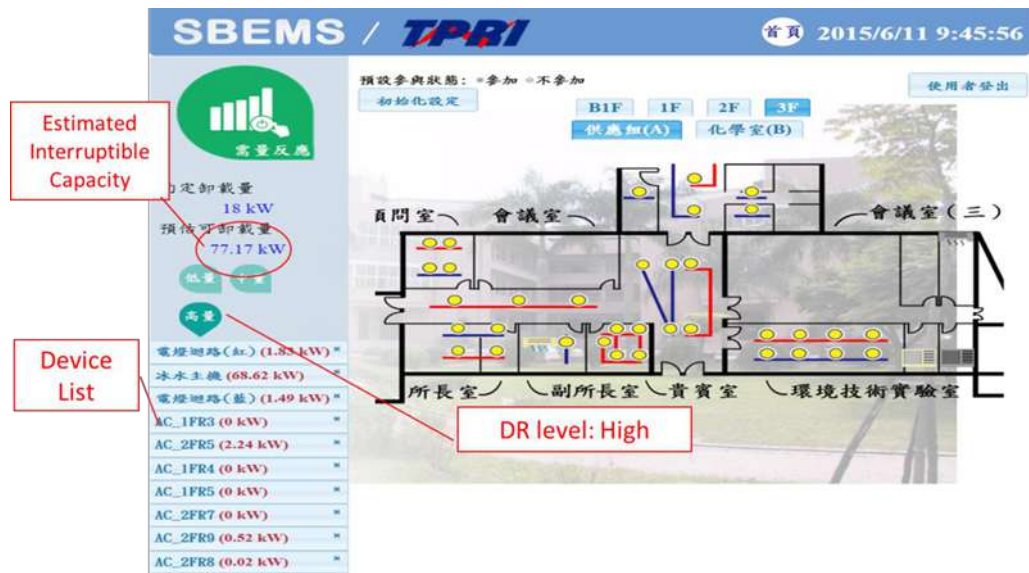 SBEMS / TPRI
首頁 2015/6/11 9:45:56
預設參與狀態: 參加 不參加
初始化設定
使用者登出
B1F 1F 2F 3F
供應組(A) 化學室(B)
Estimated
Interruptible
Capacity
需量反應
定卸載量
18 kW
預估可卸載量
77.17 kW
低量 中量
高量
Device
List
電燈迴路(紅) (1.83 kW)
冰水主機 (68.62 kW)
電燈迴路(藍) (1.49 kW)
AC_1FR3 (0 kW)
AC_2FR5 (2.24 kW)
AC_1FR4 (0 kW)
AC_1FR5 (0 kW)
AC_2FR7 (0 kW)
AC_2FR9 (0.52 kW)
AC_2FR8 (0.02 kW)
問室 會議室 會議室(三)
所長室 副所長室 貴賓室 環境技術實驗室
DR level: High